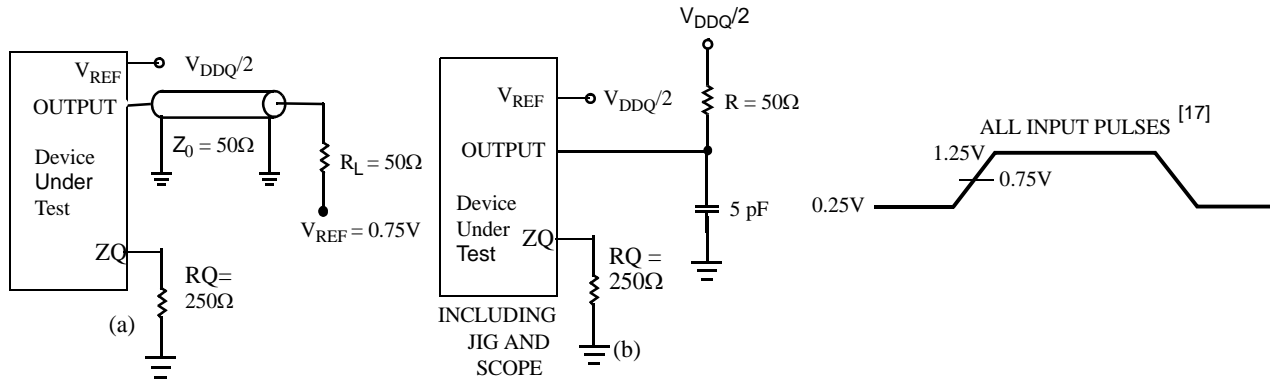 V_REF
V_DDQ/2
OUTPUT
Z_0 = 50Ω
Device
Under
Test
R_L = 50Ω
V_REF = 0.75V
ZQ
RQ=
250Ω
(a)
V_DDQ/2
R = 50Ω
V_REF
V_DDQ/2
OUTPUT
Device
Under
Test
5 pF
ZQ
RQ =
250Ω
INCLUDING
JIG AND
SCOPE
(b)
ALL INPUT PULSES [17]
1.25V
0.75V
0.25V